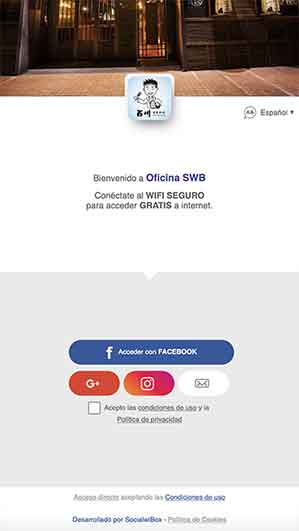 Español ▼
Bienvenido a Oficina SWB
Conéctate al WIFI SEGURO
para acceder GRATIS a internet.
f Acceder con FACEBOOK
G+
Acepto las condiciones de uso y la
Política de privacidad
Acceso directo aceptando las Condiciones de uso
Desarrollado por SocialwiBox - Política de Cookies